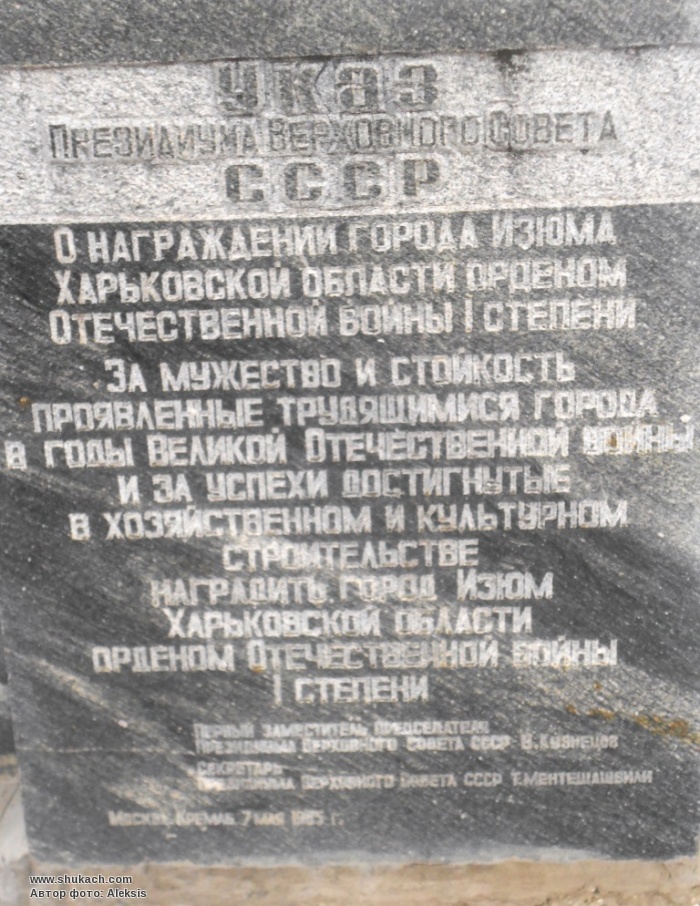 УКАЗ
ПРЕЗИДИУМА ВЕРХОВНОГО СОВЕТА
СССР
О НАГРАЖДЕНИИ ГОРОДА ИЗЮМА
ХАРЬКОВСКОЙ ОБЛАСТИ ОРДЕНОМ
ОТЕЧЕСТВЕННОЙ ВОЙНЫ I СТЕПЕНИ
ЗА МУЖЕСТВО И СТОЙКОСТЬ
ПРОЯВЛЕННЫЕ ТРУДЯЩИМИСЯ ГОРОДА
В ГОДЫ ВЕЛИКОЙ ОТЕЧЕСТВЕННОЙ ВОЙНЫ
И ЗА УСПЕХИ ДОСТИГНУТЫЕ
В ХОЗЯЙСТВЕННОМ И КУЛЬТУРНОМ
СТРОИТЕЛЬСТВЕ
НАГРАДИТЬ ГОРОД ИЗЮМ
ХАРЬКОВСКОЙ ОБЛАСТИ
ОРДЕНОМ ОТЕЧЕСТВЕННОЙ ВОЙНЫ
I СТЕПЕНИ
ПЕРВЫЙ ЗАМЕСТИТЕЛЬ ПРЕДСЕДАТЕЛЯ
ПРЕЗИДИУМА ВЕРХОВНОГО СОВЕТА СССР В.КУЗНЕЦОВ
СЕКРЕТАРЬ
ПРЕЗИДИУМА ВЕРХОВНОГО СОВЕТА СССР Т.МЕНТЕШАШВИЛИ
МОСКВА, КРЕМЛЬ. 7 МАЯ 1985 Г.
www.shukach.com
Автор фото: Aleksis